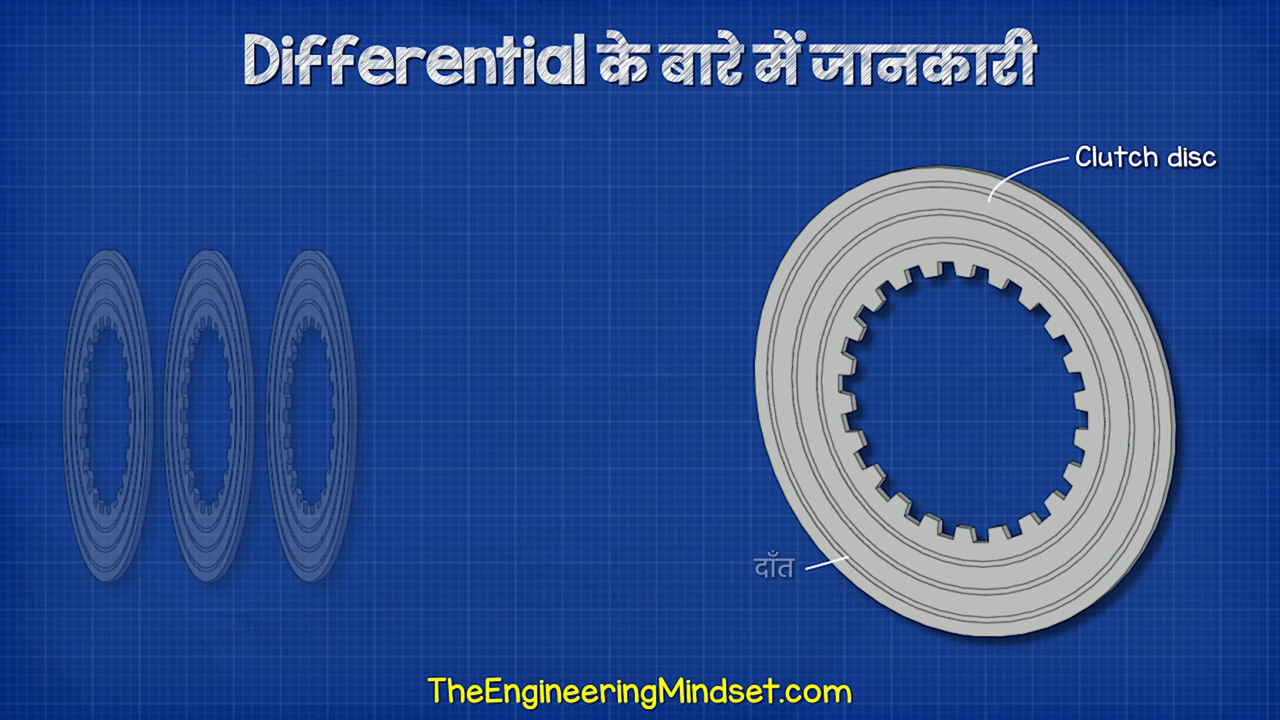 Differential के बारे में जानकारी
Clutch disc
दाँत
TheEngineeringMindset.com